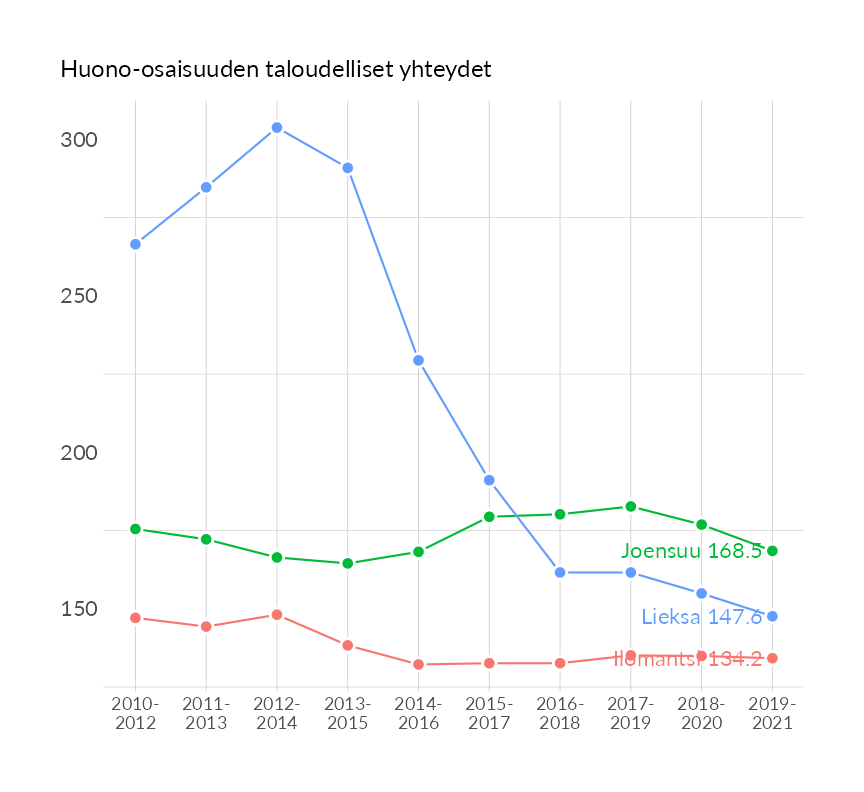 Huono-osaisuuden taloudelliset yhteydet
300
250
200
150
Joensuu 168.5
Lieksa 147.6
Ilomantsi 134.2
2010- 2011- 2012- 2013- 2014- 2015- 2016- 2017- 2018- 2019-
2012 2013 2014 2015 2016 2017 2018 2019 2020 2021